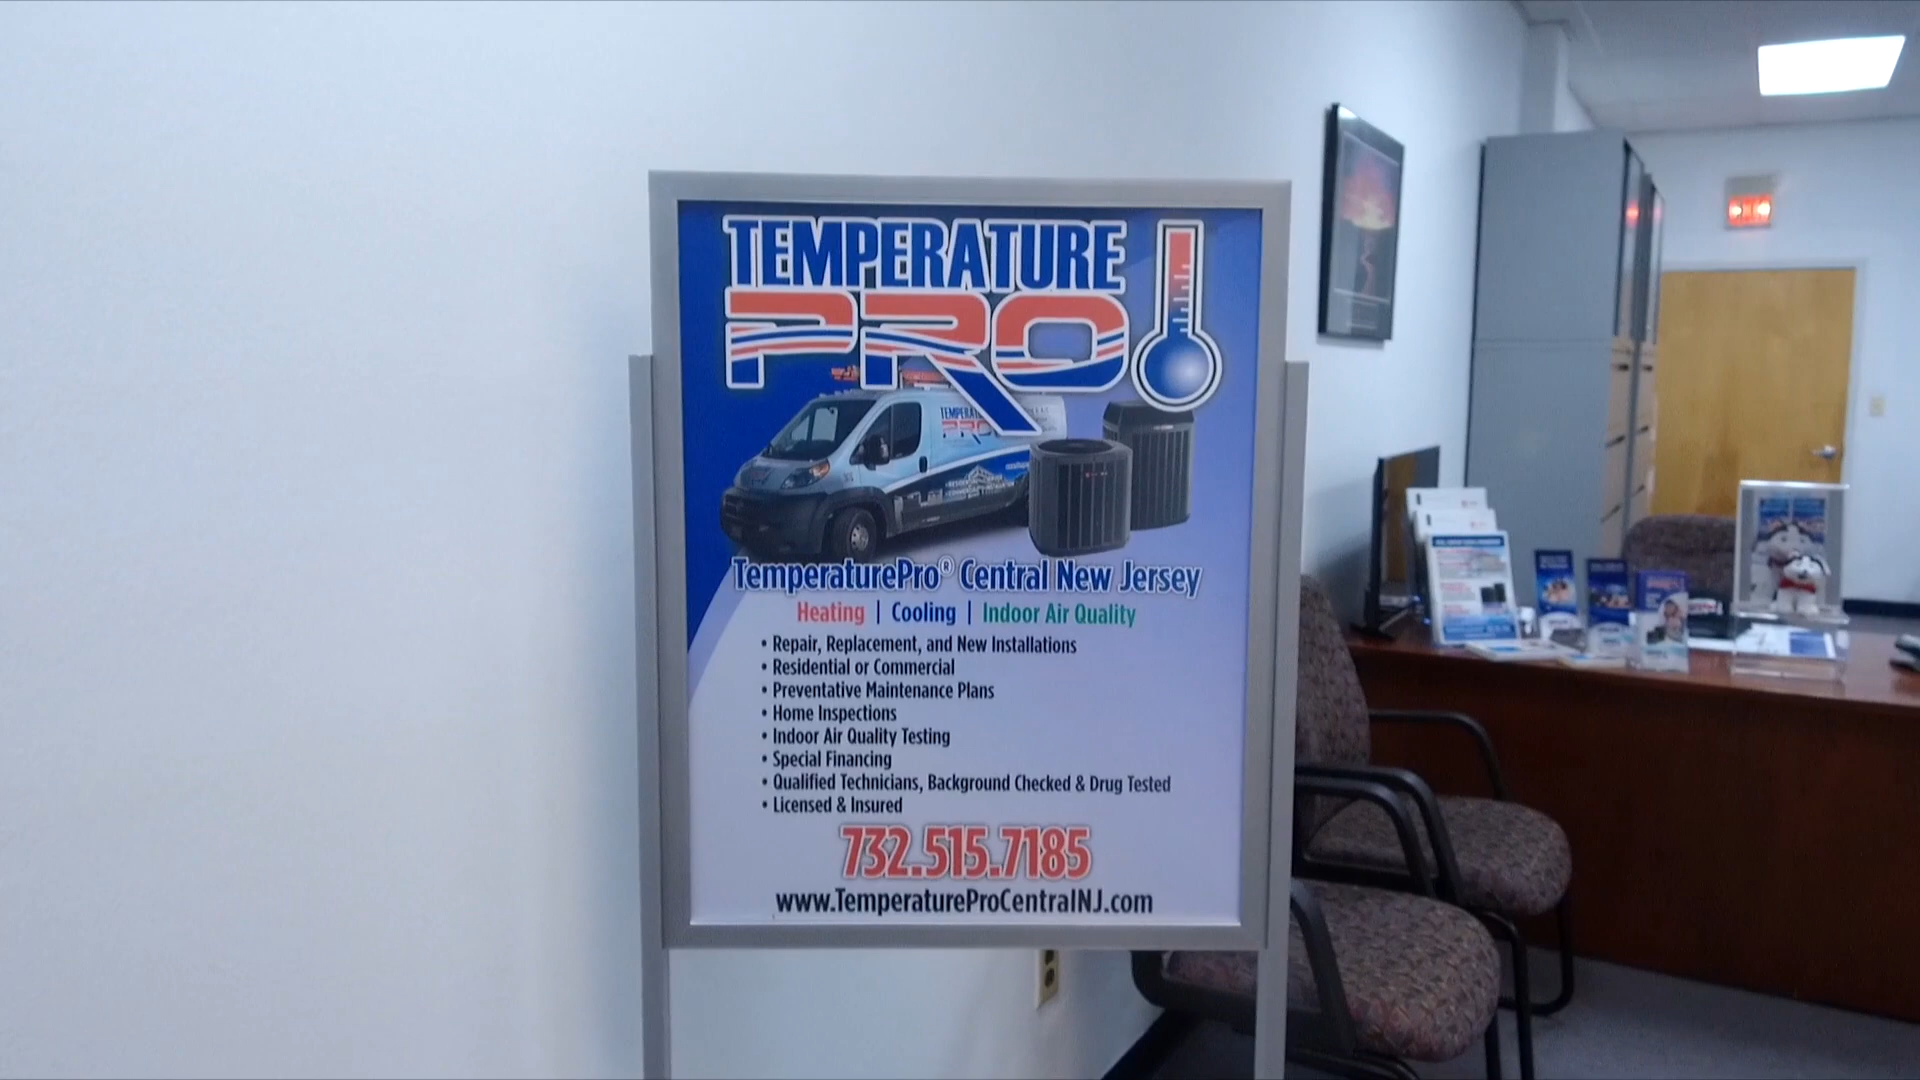 TEMPERATURE
PRO
TEMPERATURE
PRO
TemperaturePro® Central New Jersey
Heating | Cooling | Indoor Air Quality
• Repair, Replacement, and New Installations
• Residential or Commercial
• Preventative Maintenance Plans
• Home Inspections
• Indoor Air Quality Testing
• Special Financing
• Qualified Technicians, Background Checked & Drug Tested
• Licensed & Insured
732.515.7185
www.TemperatureProCentralNJ.com
EXIT